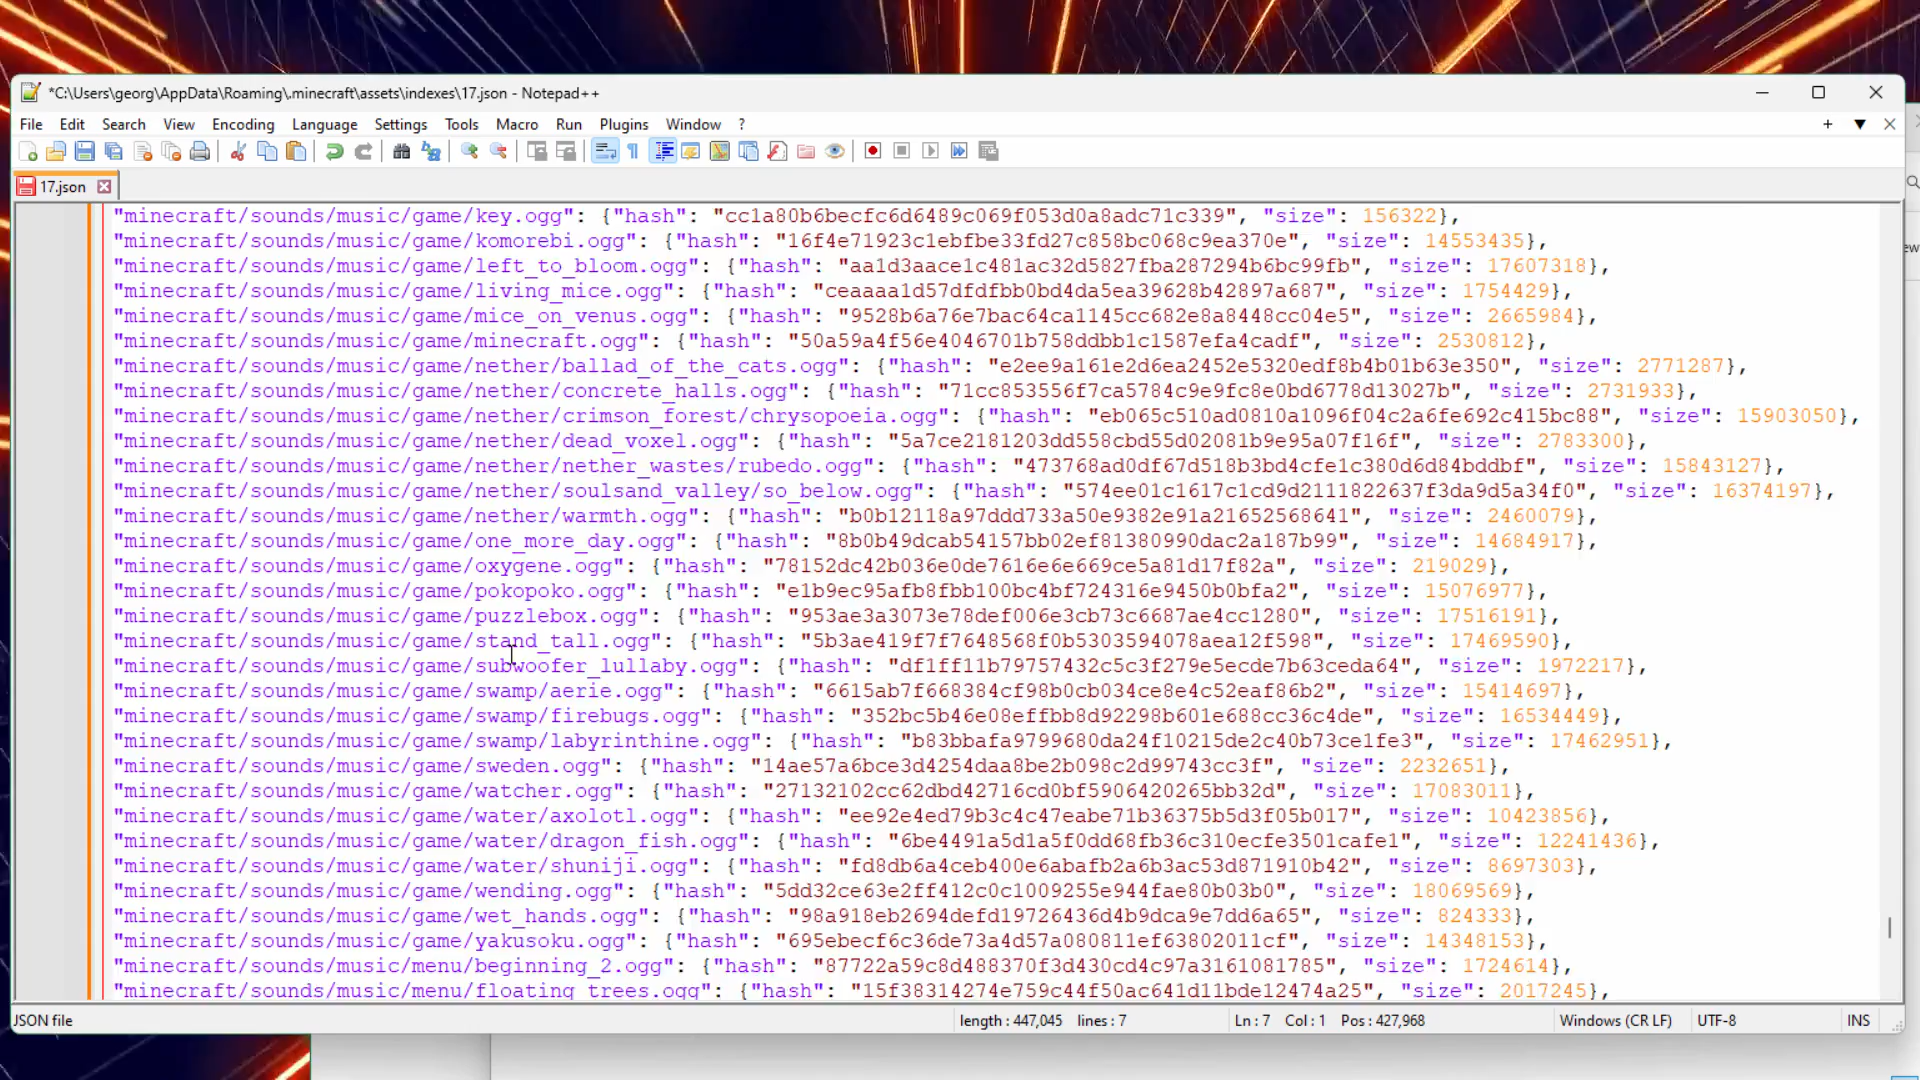 *C:\Users\georg\AppData\Roaming\.minecraft\assets\indexes\17.json - Notepad++
File Edit Search View Encoding Language Settings Tools Macro Run Plugins Window ?
17.json
"minecraft/sounds/music/game/key.ogg": {"hash": "cc1a80b6becfc6d6489c069f053d0a8adc71c339", "size": 156322},
"minecraft/sounds/music/game/komorebi.ogg": {"hash": "16f4e71923c1ebfbe33fd27c858bc068c9ea370e", "size": 14553435},
"minecraft/sounds/music/game/left_to_bloom.ogg": {"hash": "aa1d3aace1c481ac32d5827fba287294b6bc99fb", "size": 17607318},
"minecraft/sounds/music/game/living_mice.ogg": {"hash": "ceaaaa1d57dfdfbb0bd4da5ea39628b42897a687", "size": 1754429},
"minecraft/sounds/music/game/mice_on_venus.ogg": {"hash": "9528b6a76e7bac64ca1145cc682e8a8448cc04e5", "size": 2665984},
"minecraft/sounds/music/game/minecraft.ogg": {"hash": "50a59a4f56e4046701b758ddbb1c1587efa4cadf", "size": 2530812},
"minecraft/sounds/music/game/nether/ballad_of_the_cats.ogg": {"hash": "e2ee9a161e2d6ea2452e5320edf8b4b01b63e350", "size": 2771287},
"minecraft/sounds/music/game/nether/concrete_halls.ogg": {"hash": "71cc853556f7ca5784c9e9fc8e0bd6778d13027b", "size": 2731933},
"minecraft/sounds/music/game/nether/crimson_forest/chrysopoeia.ogg": {"hash": "eb065c510ad0810a1096f04c2a6fe692c415bc88", "size": 15903050},
"minecraft/sounds/music/game/nether/dead_voxel.ogg": {"hash": "5a7ce2181203dd558cbd55d02081b9e95a07f16f", "size": 2783300},
"minecraft/sounds/music/game/nether/nether_wastes/rubedo.ogg": {"hash": "473768ad0df67d518b3bd4cfe1c380d6d84bddbf", "size": 15843127},
"minecraft/sounds/music/game/nether/soulsand_valley/so_below.ogg": {"hash": "574ee01c1617c1cd9d2111822637f3da9d5a34f0", "size": 16374197},
"minecraft/sounds/music/game/nether/warmth.ogg": {"hash": "b0b12118a97ddd733a50e9382e91a21652568641", "size": 2460079},
"minecraft/sounds/music/game/one_more_day.ogg": {"hash": "8b0b49dcab54157bb02ef81380990dac2a187b99", "size": 14684917},
"minecraft/sounds/music/game/oxygene.ogg": {"hash": "78152dc42b036e0de7616e6e669ce5a81d17f82a", "size": 219029},
"minecraft/sounds/music/game/pokopoko.ogg": {"hash": "e1b9ec95afb8fbb100bc4bf724316e9450b0bfa2", "size": 15076977},
"minecraft/sounds/music/game/puzzlebox.ogg": {"hash": "953ae3a3073e78def006e3cb73c6687ae4cc1280", "size": 17516191},
"minecraft/sounds/music/game/stand_tall.ogg": {"hash": "5b3ae419f7f7648568f0b5303594078aea12f598", "size": 17469590},
"minecraft/sounds/music/game/subwoofer_lullaby.ogg": {"hash": "df1ff11b79757432c5c3f279e5ecde7b63ceda64", "size": 1972217},
"minecraft/sounds/music/game/swamp/aerie.ogg": {"hash": "6615ab7f668384cf98b0cb034ce8e4c52eaf86b2", "size": 15414697},
"minecraft/sounds/music/game/swamp/firebugs.ogg": {"hash": "352bc5b46e08effbb8d92298b601e688cc36c4de", "size": 16534449},
"minecraft/sounds/music/game/swamp/labyrinthine.ogg": {"hash": "b83bbafa9799680da24f10215de2c40b73ce1fe3", "size": 17462951},
"minecraft/sounds/music/game/sweden.ogg": {"hash": "14ae57a6bce3d4254daa8be2b098c2d99743cc3f", "size": 2232651},
"minecraft/sounds/music/game/watcher.ogg": {"hash": "27132102cc62dbd42716cd0bf5906420265bb32d", "size": 17083011},
"minecraft/sounds/music/game/water/axolotl.ogg": {"hash": "ee92e4ed79b3c4c47eabe71b36375b5d3f05b017", "size": 10423856},
"minecraft/sounds/music/game/water/dragon_fish.ogg": {"hash": "6be4491a5d1a5f0dd68fb36c310ecfe3501cafe1", "size": 12241436},
"minecraft/sounds/music/game/water/shuniji.ogg": {"hash": "fd8db6a4ceb400e6abafb2a6b3ac53d871910b42", "size": 8697303},
"minecraft/sounds/music/game/wending.ogg": {"hash": "5dd32ce63e2ff412c0c1009255e944fae80b03b0", "size": 18069569},
"minecraft/sounds/music/game/wet_hands.ogg": {"hash": "98a918eb2694defd19726436d4b9dca9e7dd6a65", "size": 824333},
"minecraft/sounds/music/game/yakusoku.ogg": {"hash": "695ebecf6c36de73a4d57a080811ef63802011cf", "size": 14348153},
"minecraft/sounds/music/menu/beginning_2.ogg": {"hash": "87722a59c8d488370f3d430cd4c97a3161081785", "size": 1724614},
"minecraft/sounds/music/menu/floating_trees.ogg": {"hash": "15f38314274e759c44f50ac641d11bde12474a25", "size": 2017245},
JSON file length : 447,045 lines : 7 Ln : 7 Col : 1 Pos : 427,968 Windows (CR LF) UTF-8 INS